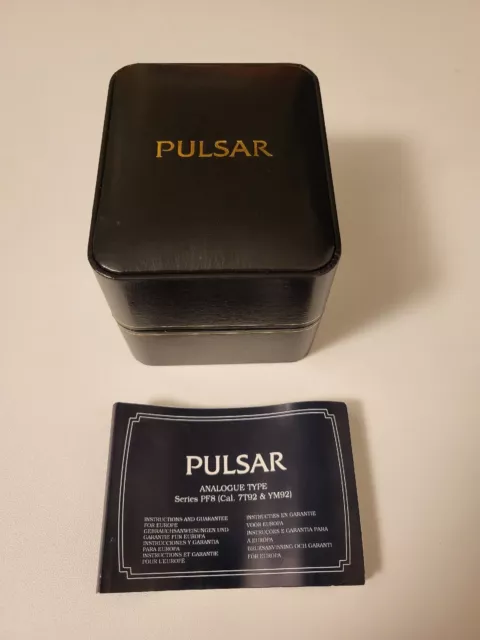 PULSAR
PULSAR
ANALOGUE TYPE
Series PF8 (Cal. 7T92 & YM92)
INSTRUCTIONS AND GUARANTEE
FOR EUROPE
GEBRAUCHSANWEISUNGEN UND
GARANTIE FUR EUROPA
INSTRUCCIONES Y GARANTIA
PARA EUROPA
INSTRUCTIONS ET GARANTIE
POUR L'EUROPE
INSTRUCTIES EN GARANTIE
VOOR EUROPA
INSTRUÇÕES E GARANTIA PARA
A EUROPA
BRUKSANVISNING OCH GARANTI
FOR EUROPA